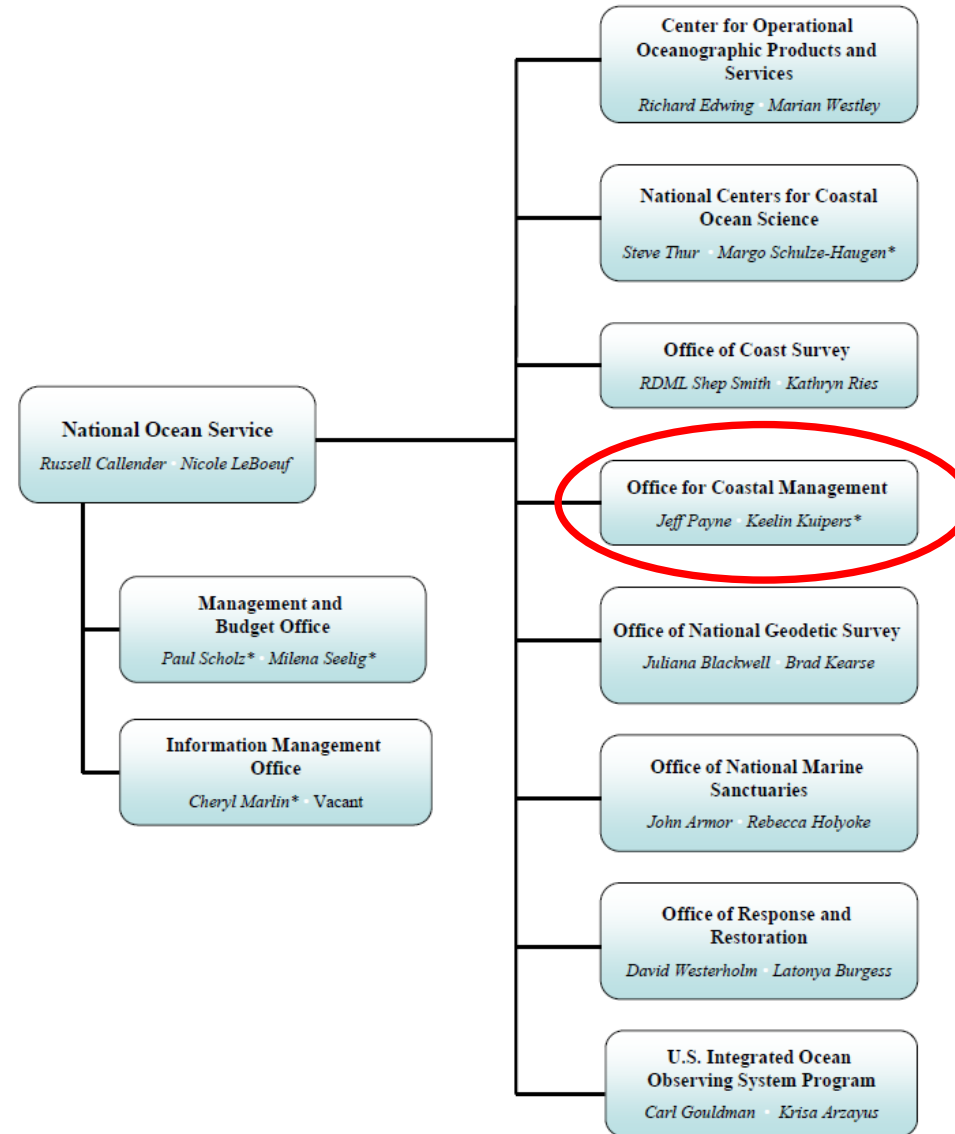 National Ocean Service
Russell Callender • Nicole LeBoeuf
Management and
Budget Office
Paul Scholz* • Milena Seelig*
Information Management
Office
Cheryl Marlin* • Vacant
Center for Operational
Oceanographic Products and
Services
Richard Edwing • Marian Westley
National Centers for Coastal
Ocean Science
Steve Thur • Margo Schulze-Haugen*
Office of Coast Survey
RDML Shep Smith • Kathryn Ries
Office for Coastal Management
Jeff Payne • Keelin Kuipers*
Office of National Geodetic Survey
Juliana Blackwell • Brad Kearse
Office of National Marine
Sanctuaries
John Armor • Rebecca Holyoke
Office of Response and
Restoration
David Westerholm • Latonya Burgess
U.S. Integrated Ocean
Observing System Program
Carl Gouldman • Krisa Arzayus